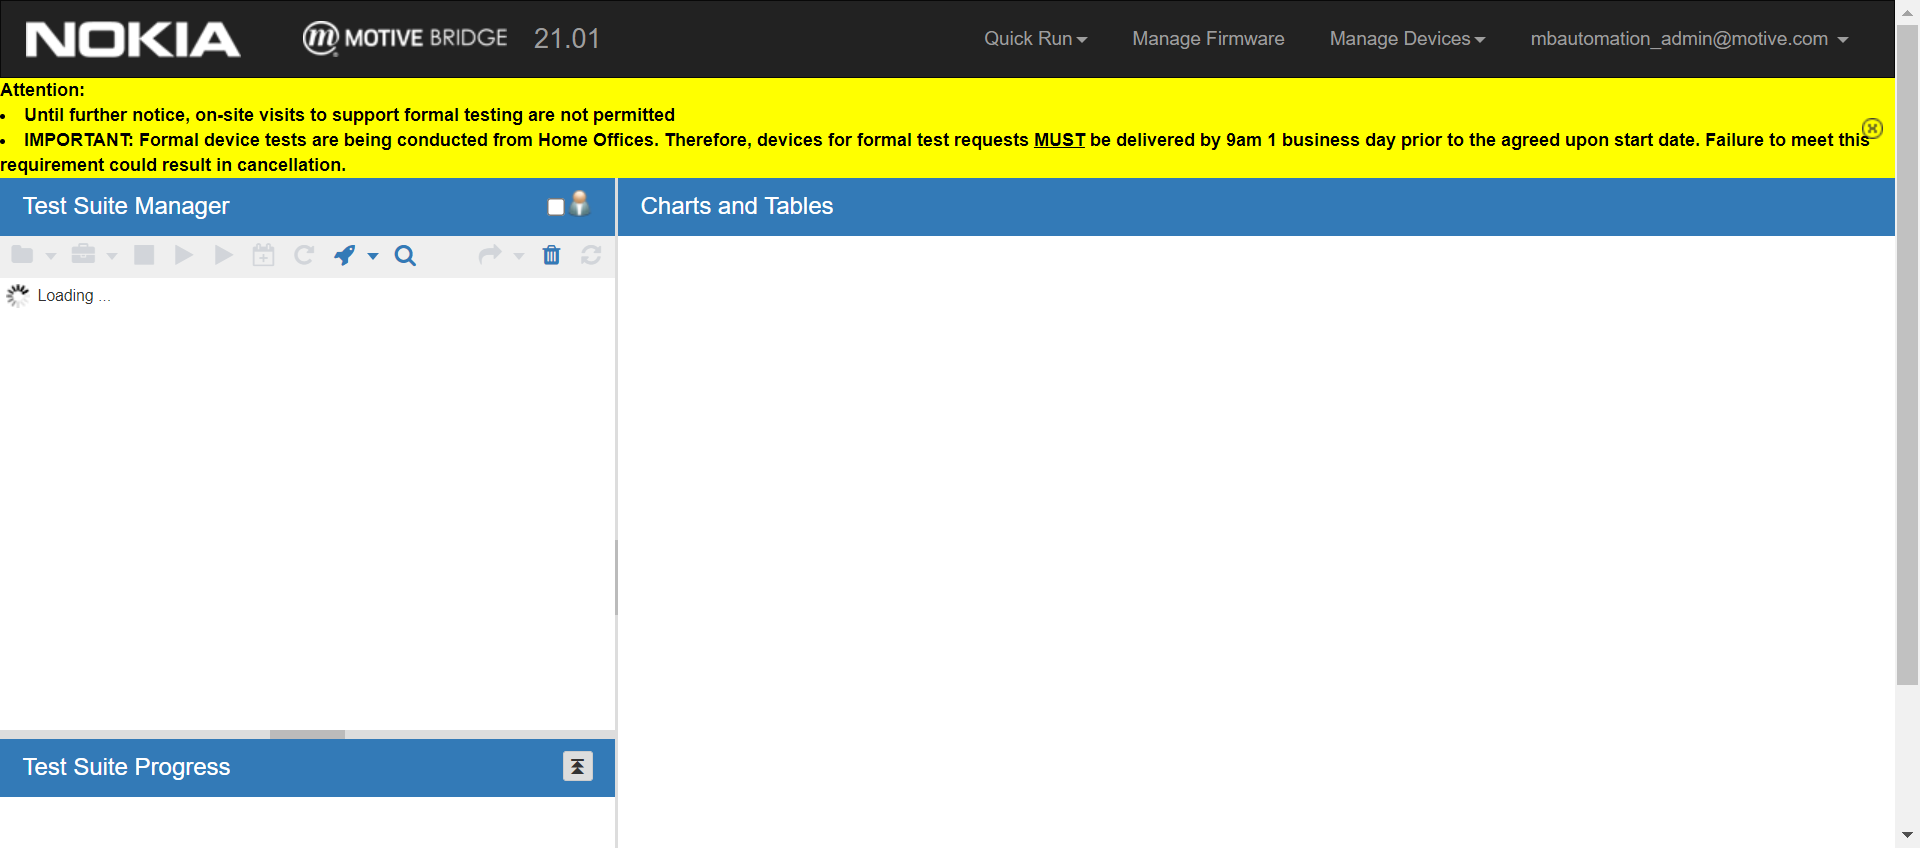 NOKIA MOTIVE BRIDGE 21.01 Quick Run Manage Firmware Manage Devices mbautomation_admin@motive.com
Attention:
• Until further notice, on-site visits to support formal testing are not permitted
• IMPORTANT: Formal device tests are being conducted from Home Offices. Therefore, devices for formal test requests MUST be delivered by 9am 1 business day prior to the agreed upon start date. Failure to meet this
requirement could result in cancellation.
Test Suite Manager
Charts and Tables
Loading ...
Test Suite Progress